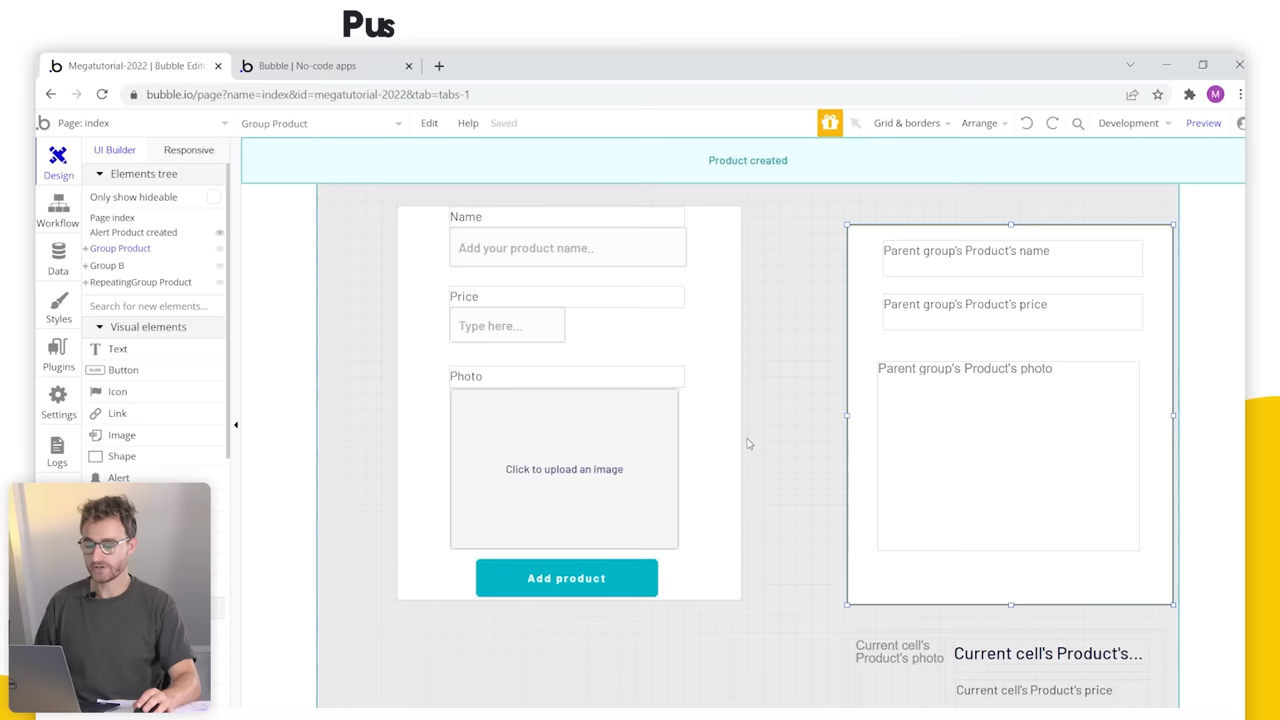 Pus
Megatutorial-2022 | Bubble Edito
Bubble | No-code apps
bubble.io/page?name=index&id=megatutorial-2022&tab=tabs-1
M
Page: index
Group Product
Edit
Help
Saved
Grid & borders
Arrange
Development
Preview
UI Builder
Responsive
Design
Workflow
Data
Styles
Plugins
Settings
Logs
Elements tree
Only show hideable
Page index
Alert Product created
Group Product
Group B
RepeatingGroup Product
Search for new elements...
Visual elements
Text
Button
Icon
Link
Image
Shape
Alert
Product created
Name
Add your product name..
Price
Type here...
Photo
Click to upload an image
Add product
Parent group's Product's name
Parent group's Product's price
Parent group's Product's photo
Current cell's
Product's photo
Current cell's Product's...
Current cell's Product's price